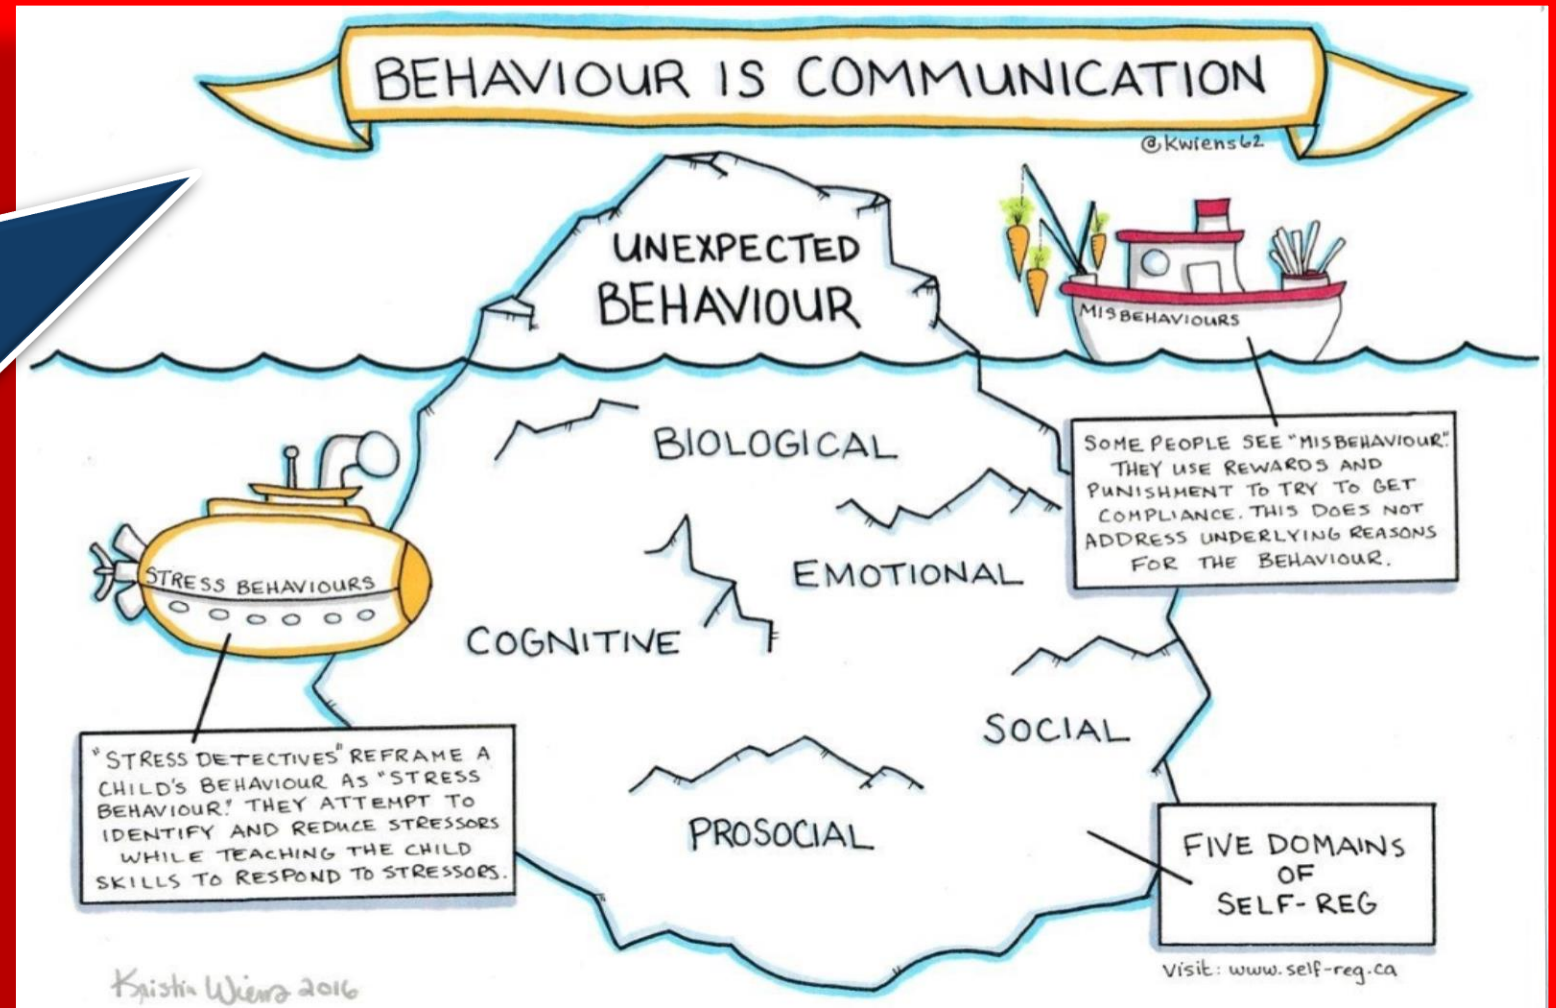 BEHAVIOUR IS COMMUNICATION
@kwiens62
UNEXPECTED
BEHAVIOUR
MISBEHAVIOURS
BIOLOGICAL
SOME PEOPLE SEE "MISBEHAVIOUR".
THEY USE REWARDS AND
PUNISHMENT TO TRY TO GET
COMPLIANCE. THIS DOES NOT
ADDRESS UNDERLYING REASONS
FOR THE BEHAVIOUR.
EMOTIONAL
STRESS BEHAVIOURS
COGNITIVE
SOCIAL
"STRESS DETECTIVES" REFRAME A
CHILD'S BEHAVIOUR AS "STRESS
BEHAVIOUR." THEY ATTEMPT TO
IDENTIFY AND REDUCE STRESSORS
WHILE TEACHING THE CHILD
SKILLS TO RESPOND TO STRESSORS.
PROSOCIAL
FIVE DOMAINS
OF
SELF-REG
Visit: www.self-reg.ca
Kristin Wiens 2016